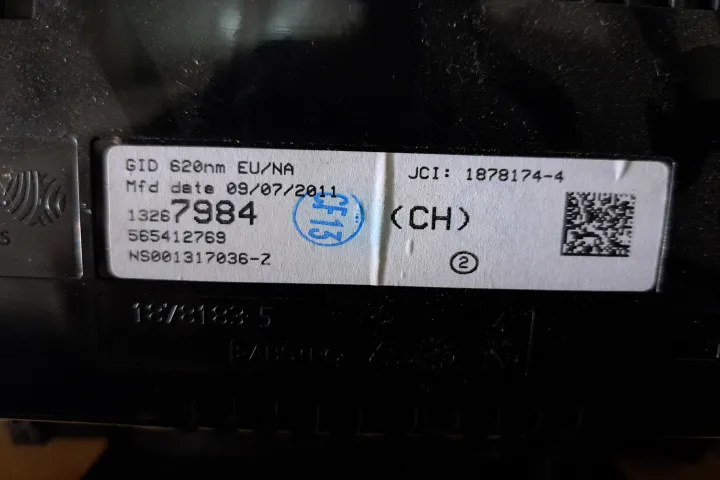 GID 620nm EU/NA
Mfd date 09/07/2011
13267984
565412769
NS001317036-Z
CF13
JCI: 1878174-4
(CH)
2
1878183-5